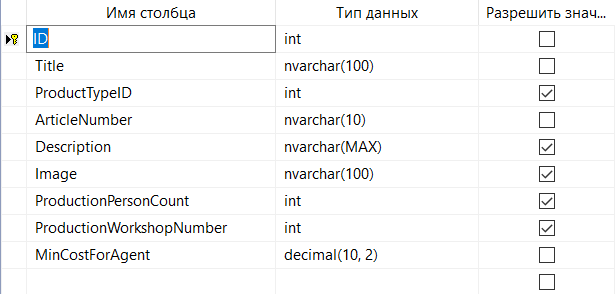 Имя столбца Тип данных Разрешить знач...
ID int
Title nvarchar(100)
ProductTypeID int
ArticleNumber nvarchar(10)
Description nvarchar(MAX)
Image nvarchar(100)
ProductionPersonCount int
ProductionWorkshopNumber int
MinCostForAgent decimal(10, 2)